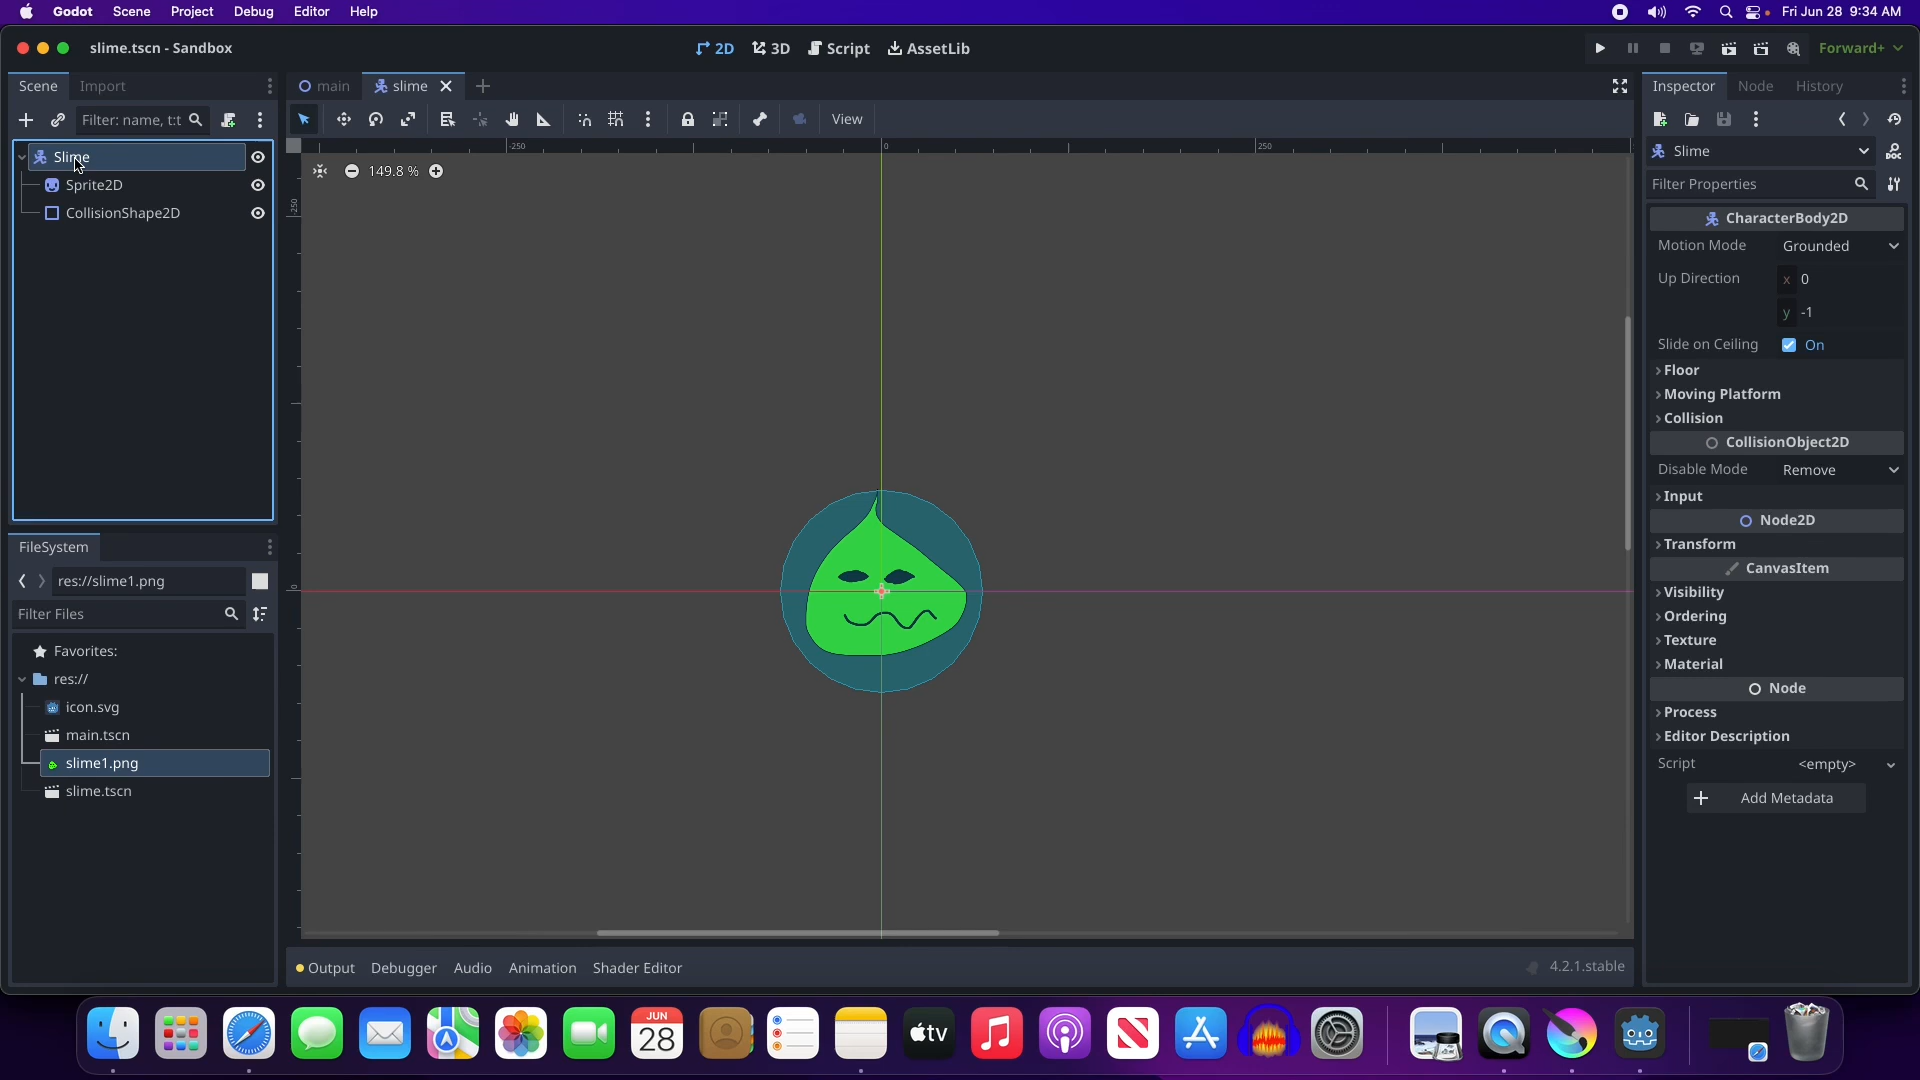 Godot Scene Project Debug Editor Help Fri Jun 28 9:34 AM
slime.tscn - Sandbox 2D 3D Script AssetLib Forward+
Scene Import main slime Inspector Node History
Filter: name, t:t View
-250 0 250
Slime 149.8 % Slime
Sprite2D Filter Properties
CollisionShape2D -250 CharacterBody2D
Motion Mode Grounded
Up Direction x 0
y -1
Slide on Ceiling On
Floor
Moving Platform
Collision
CollisionObject2D
Disable Mode Remove
Input
Node2D
FileSystem Transform
CanvasItem
res://slime1.png 0 Visibility
Filter Files Ordering
Favorites: Texture
res:// Material
icon.svg Node
main.tscn Process
slime1.png Editor Description
slime.tscn Script <empty>
Add Metadata
Output Debugger Audio Animation Shader Editor 4.2.1.stable
JUN
28
tv